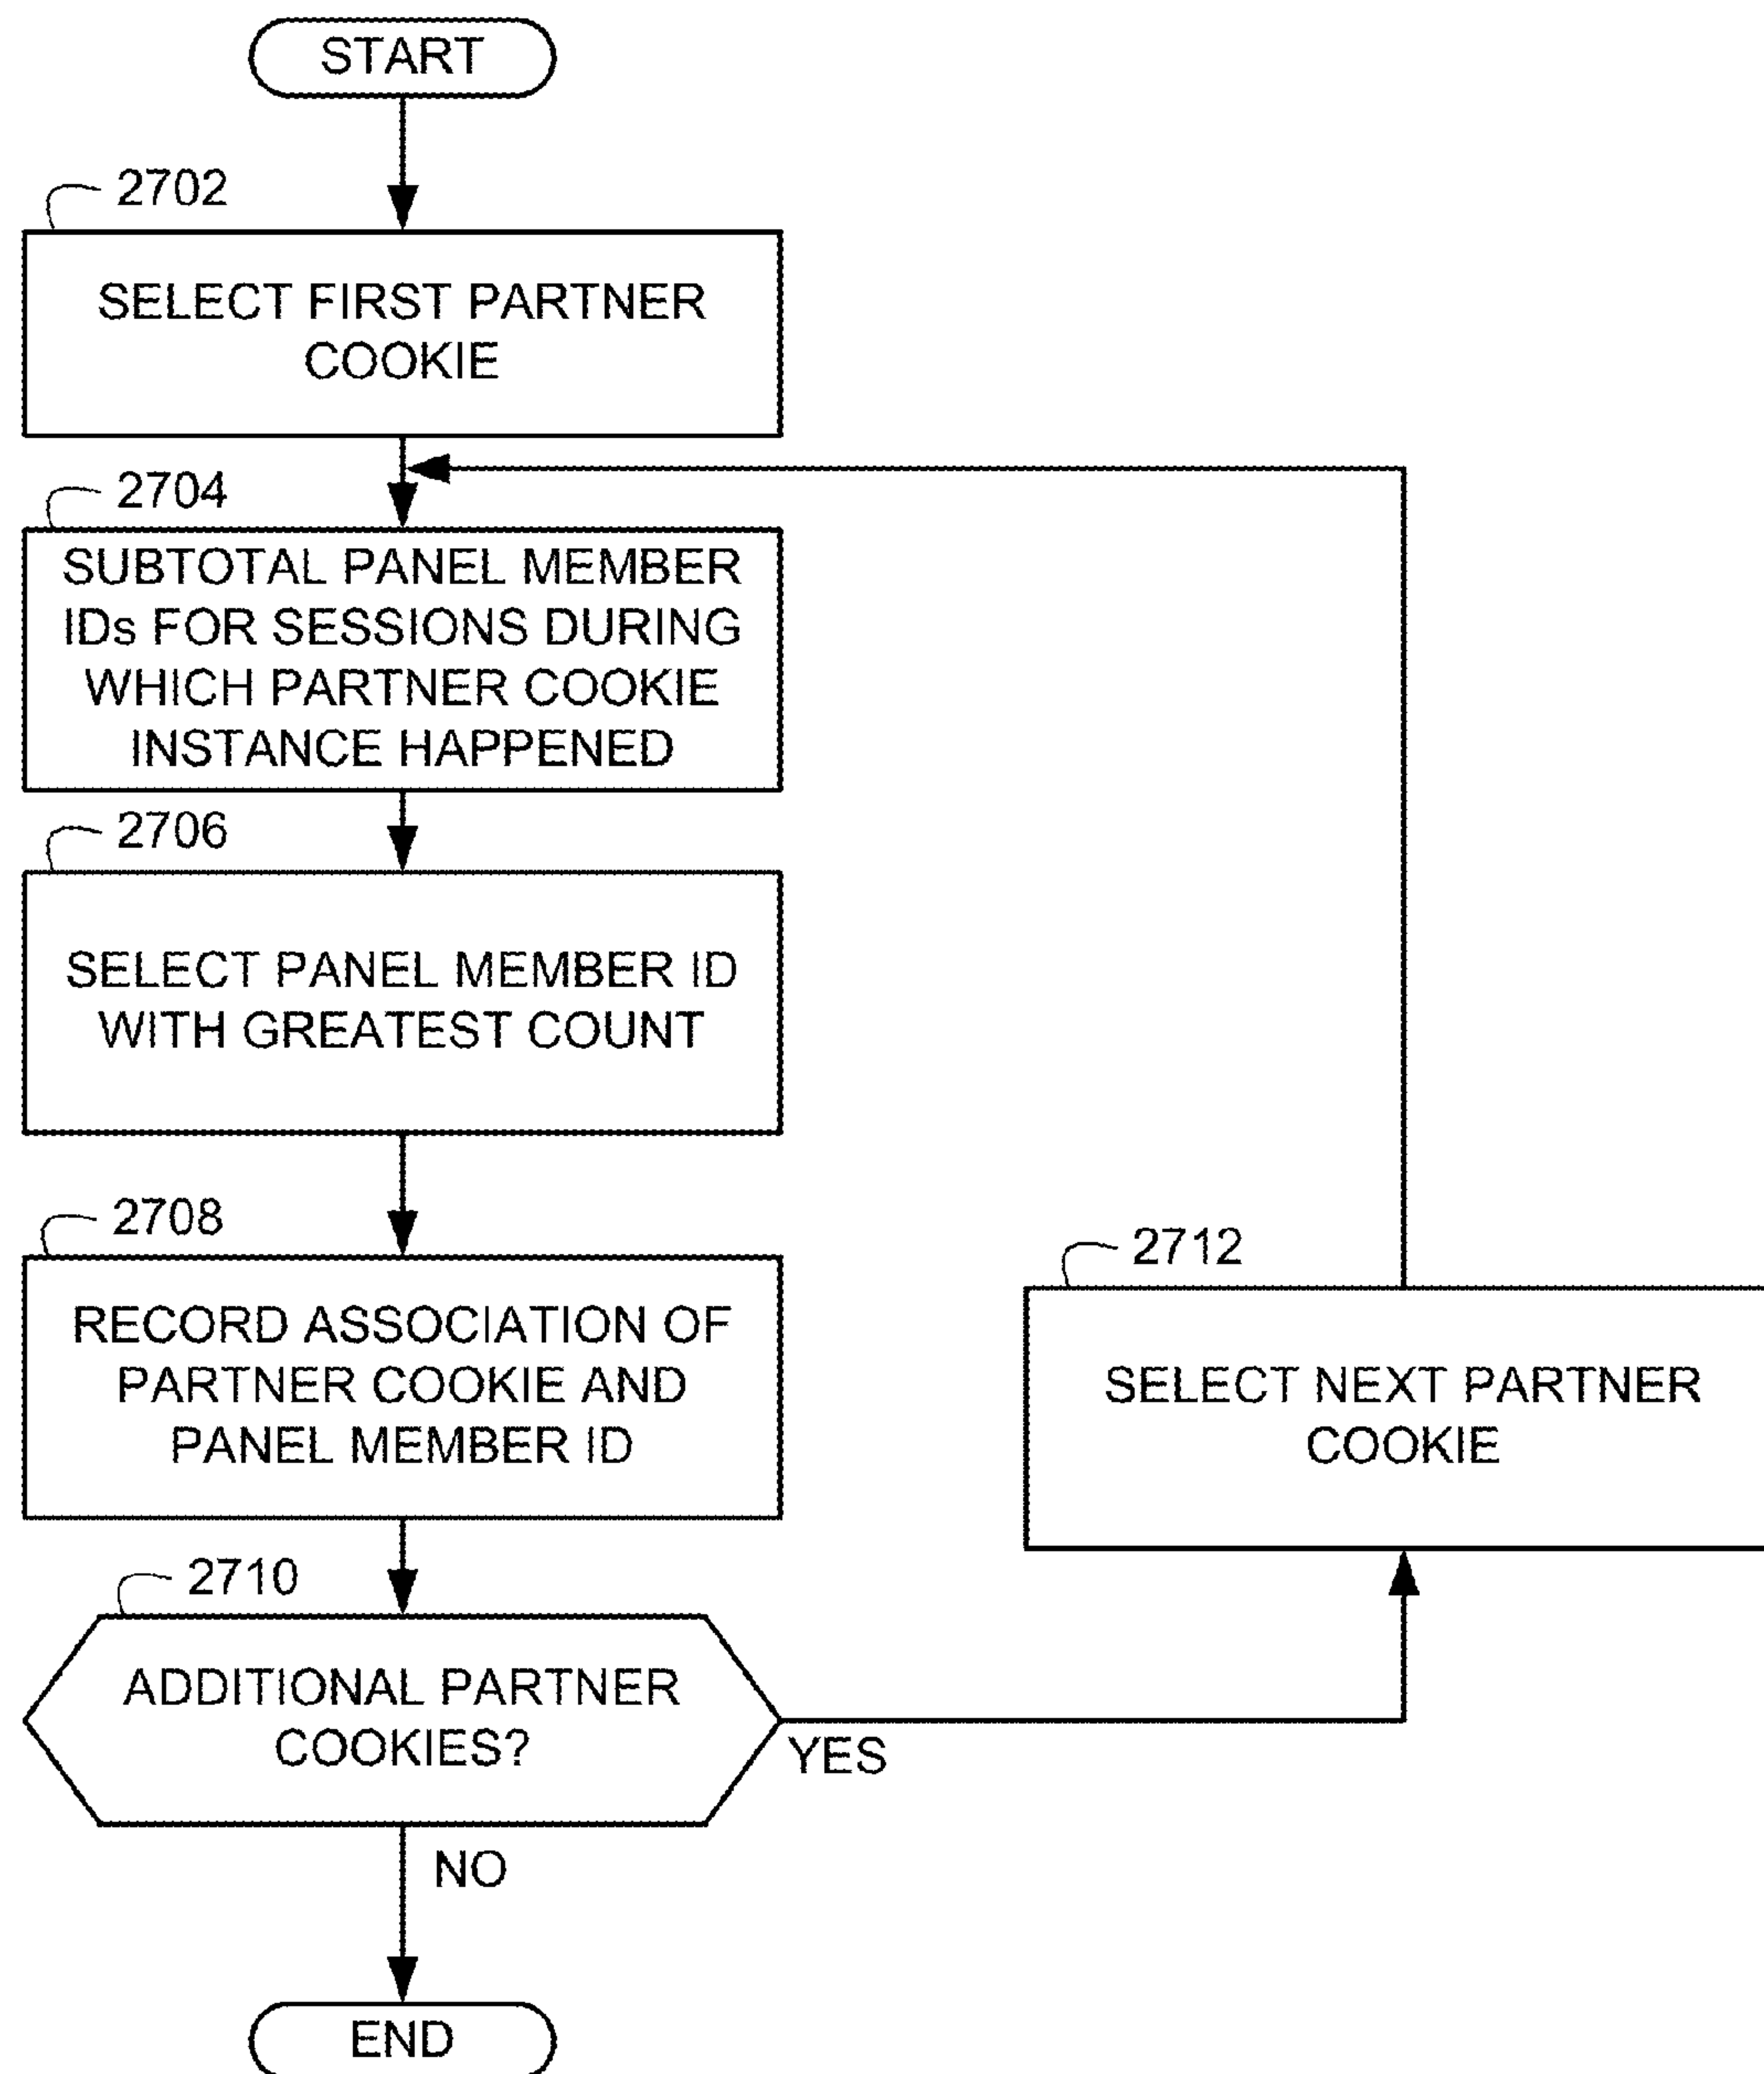 START
2702
SELECT FIRST PARTNER
COOKIE
2704
SUBTOTAL PANEL MEMBER
IDs FOR SESSIONS DURING
WHICH PARTNER COOKIE
INSTANCE HAPPENED
2706
SELECT PANEL MEMBER ID
WITH GREATEST COUNT
2708
RECORD ASSOCIATION OF
PARTNER COOKIE AND
PANEL MEMBER ID
2712
SELECT NEXT PARTNER
COOKIE
2710
ADDITIONAL PARTNER
COOKIES?
YES
NO
END